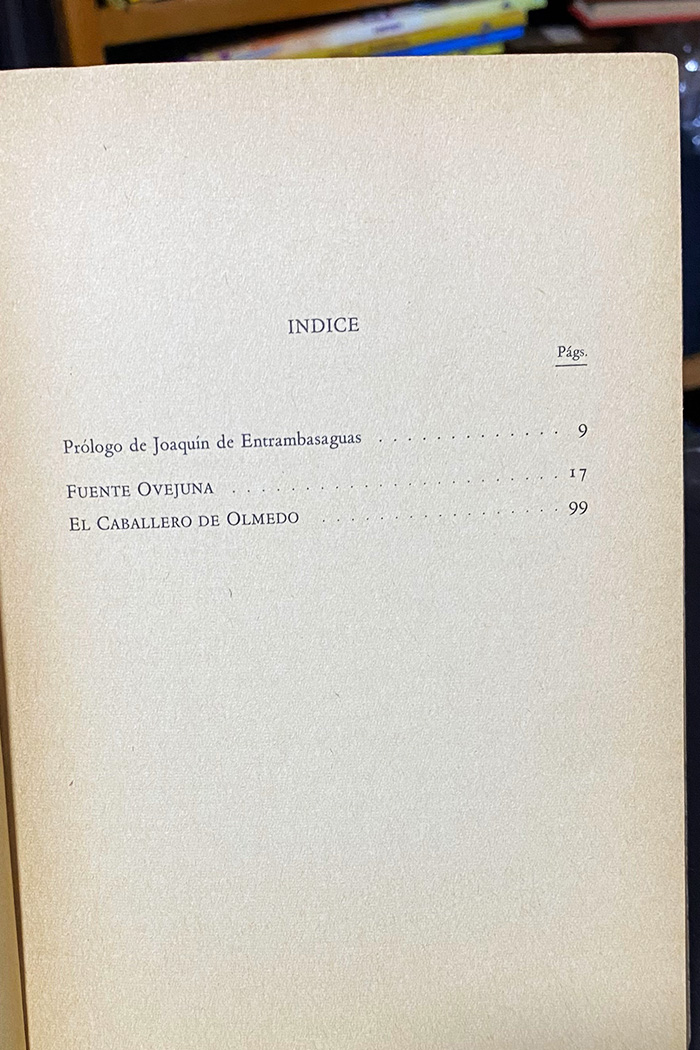 INDICE
Págs.
Prólogo de Joaquín de Entrambasaguas . . . . . . . . . . . . . 9
FUENTE OVEJUNA . . . . . . . . . . . . . . . . . . . . . . . 17
EL CABALLERO DE OLMEDO . . . . . . . . . . . . . . . . . 99